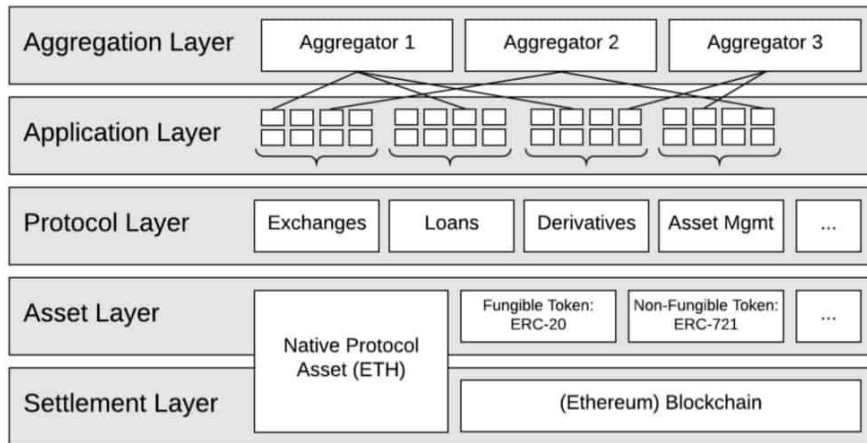 Aggregation Layer
Aggregator 1
Aggregator 2
Aggregator 3
Application Layer
Protocol Layer
Exchanges
Loans
Derivatives
Asset Mgmt
...
Asset Layer
Native Protocol
Asset (ETH)
Fungible Token:
ERC-20
Non-Fungible Token:
ERC-721
...
Settlement Layer
(Ethereum) Blockchain